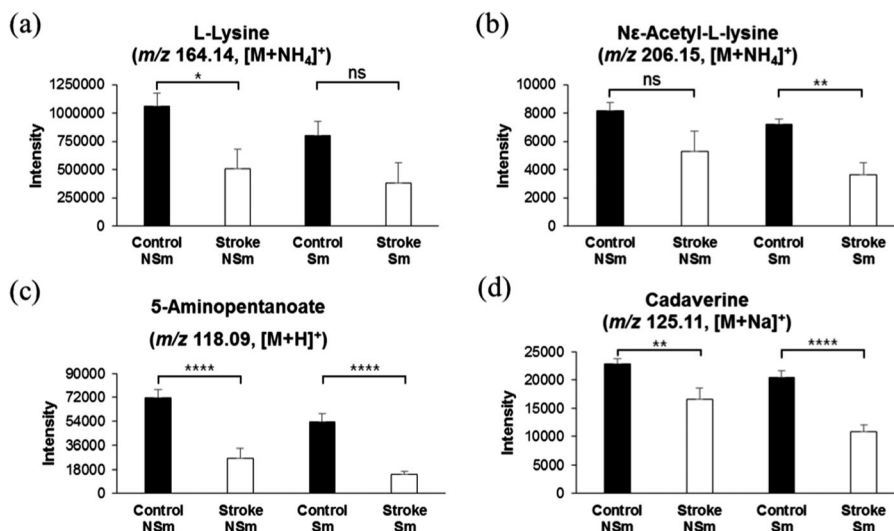 (a)
L-Lysine
(m/z 164.14, [M+NH₄]⁺)
Intensity
1250000
1000000
750000
500000
250000
0
*
ns
Control NSm
Stroke NSm
Control Sm
Stroke Sm
(b)
Nε-Acetyl-L-lysine
(m/z 206.15, [M+NH₄]⁺)
Intensity
10000
8000
6000
4000
2000
0
ns
**
Control NSm
Stroke NSm
Control Sm
Stroke Sm
(c)
5-Aminopentanoate
(m/z 118.09, [M+H]⁺)
Intensity
90000
72000
54000
36000
18000
0
****
****
Control NSm
Stroke NSm
Control Sm
Stroke Sm
(d)
Cadaverine
(m/z 125.11, [M+Na]⁺)
Intensity
25000
20000
15000
10000
5000
0
**
****
Control NSm
Stroke NSm
Control Sm
Stroke Sm